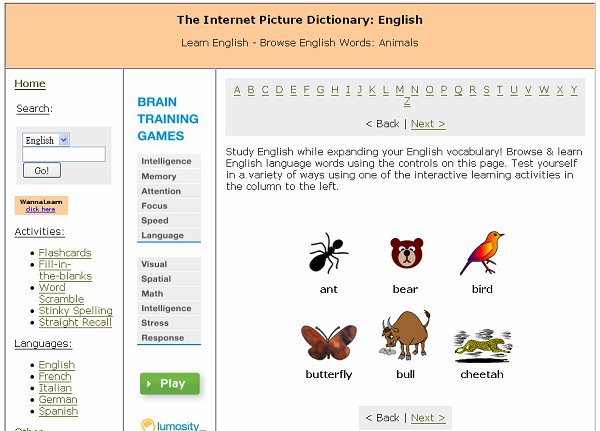 The Internet Picture Dictionary: English
Learn English - Browse English Words: Animals
Home
Search:
English
Go!
WannaLearn
click here
Activities:
Flashcards
Fill-in-
the-blanks
Word
Scramble
Stinky Spelling
Straight Recall
Languages:
English
French
Italian
German
Spanish
Other
BRAIN
TRAINING
GAMES
Intelligence
Memory
Attention
Focus
Speed
Language
Visual
Spatial
Math
Intelligence
Stress
Response
Play
lumosity
A B C D E F G H I J K L M N O P Q R S T U V W X Y
Z
< Back | Next >
Study English while expanding your English vocabulary! Browse & learn
English language words using the controls on this page. Test yourself
in a variety of ways using one of the interactive learning activities in
the column to the left.
ant bear bird
butterfly bull cheetah
< Back | Next >